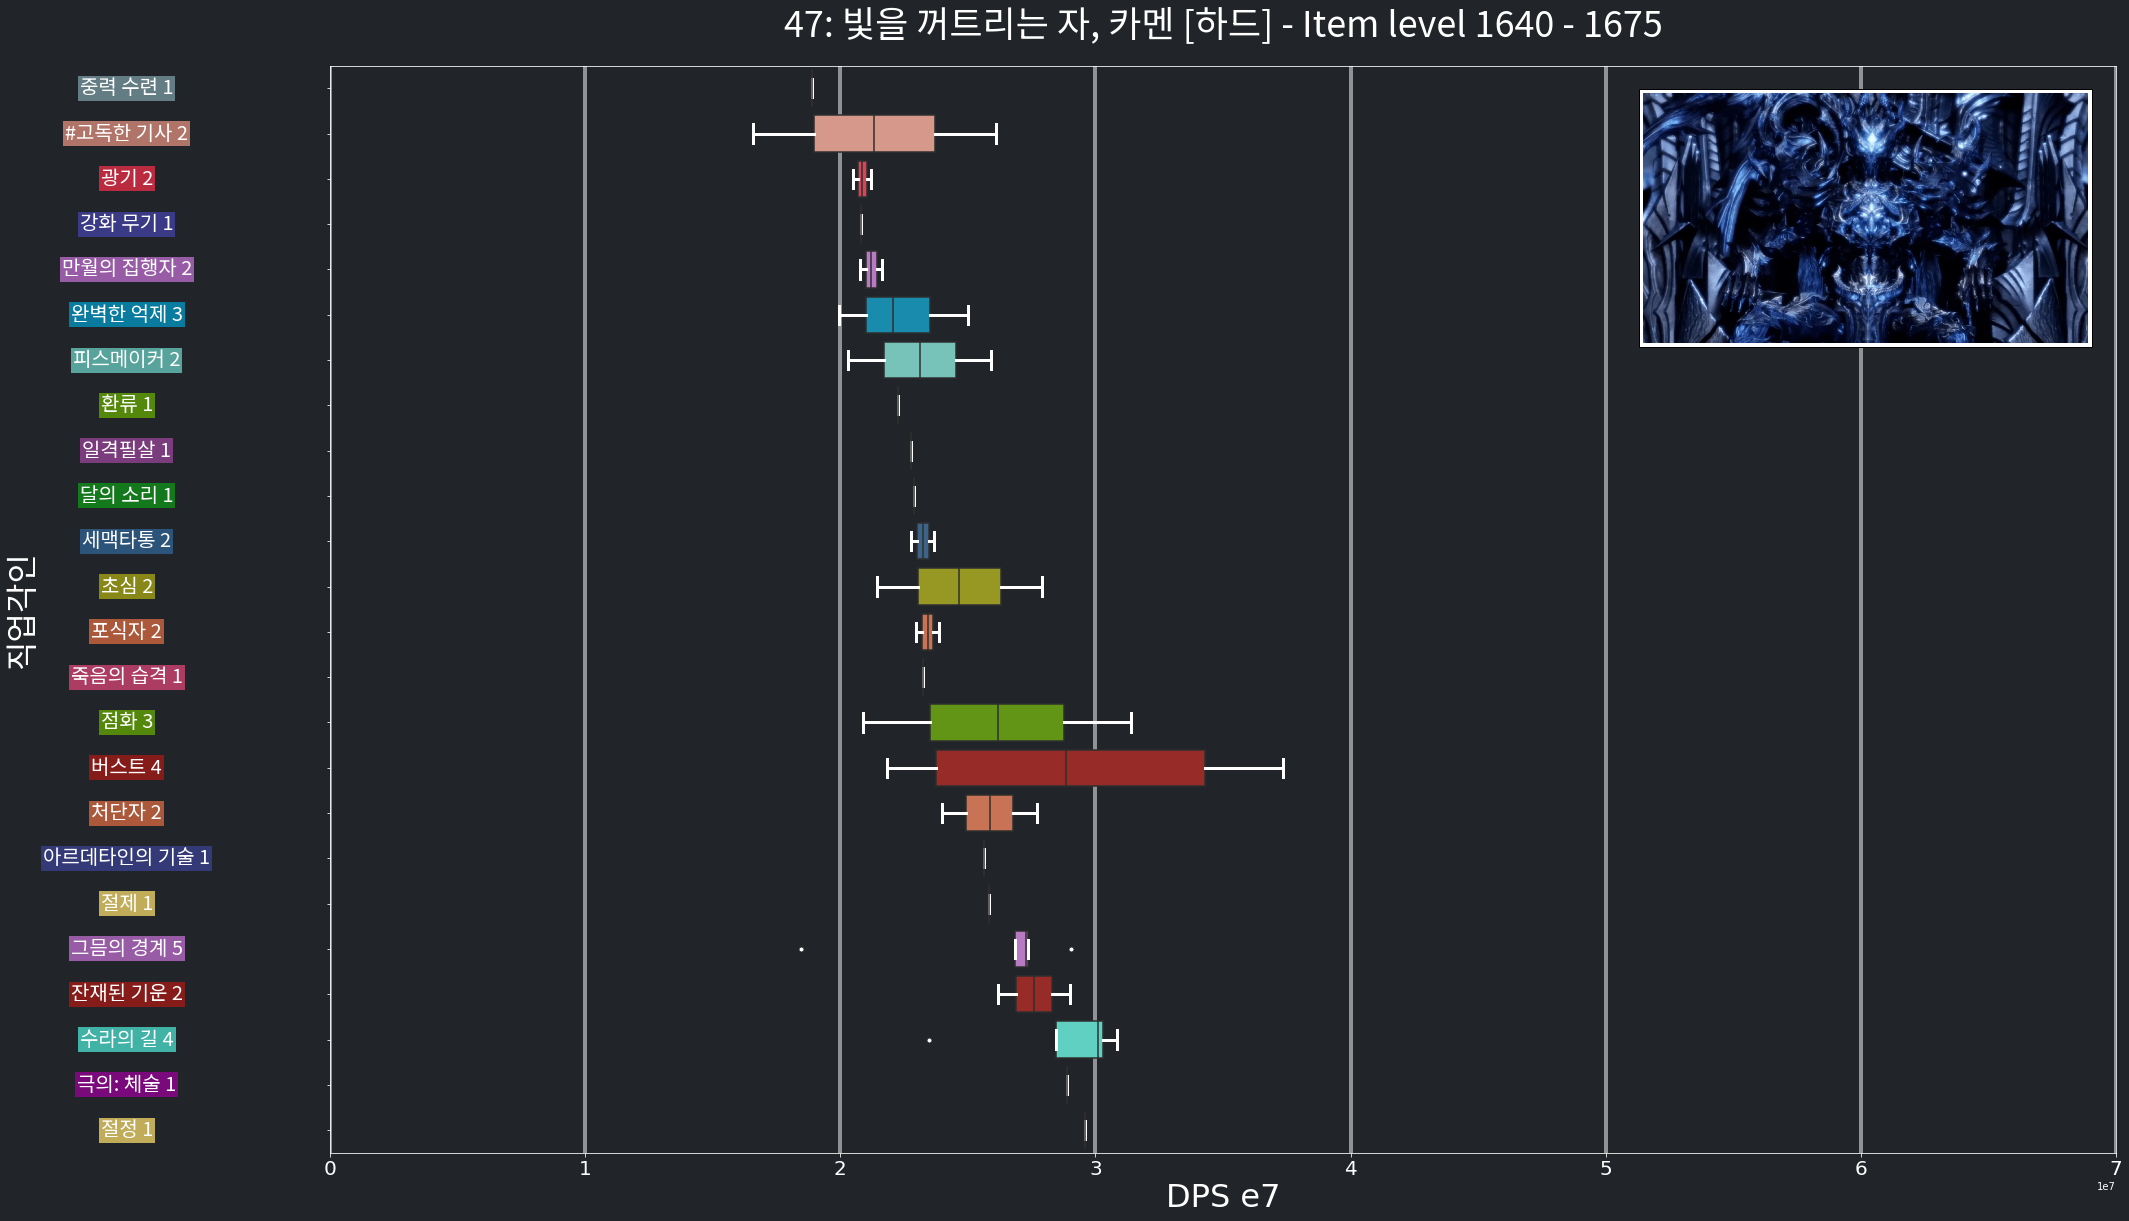 47: 빛을 꺼트리는 자, 카멘 [하드] - Item level 1640 - 1675
중력 수련 1
#고독한 기사 2
광기 2
강화 무기 1
만월의 집행자 2
완벽한 억제 3
피스메이커 2
환류 1
일격필살 1
달의 소리 1
세맥타통 2
초심 2
포식자 2
죽음의 습격 1
점화 3
버스트 4
처단자 2
아르데타인의 기술 1
절제 1
그믐의 경계 5
잔재된 기운 2
수라의 길 4
극의: 체술 1
절정 1
직업각인
0 1 2 3 4 5 6 7
1e7
DPS e7